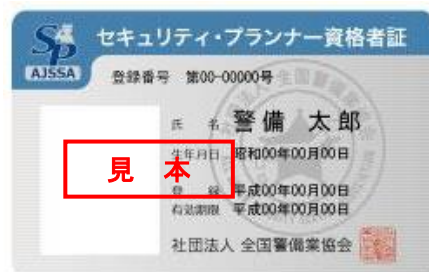 Sp
AJSSA
セキュリティ・プランナー資格者証
登録番号 第00-00000号
氏 名 警備 太郎
生年月日 昭和00年00月00日
見 本
登 録 平成00年00月00日
有効期限 平成00年00月00日
社団法人 全国警備業協会